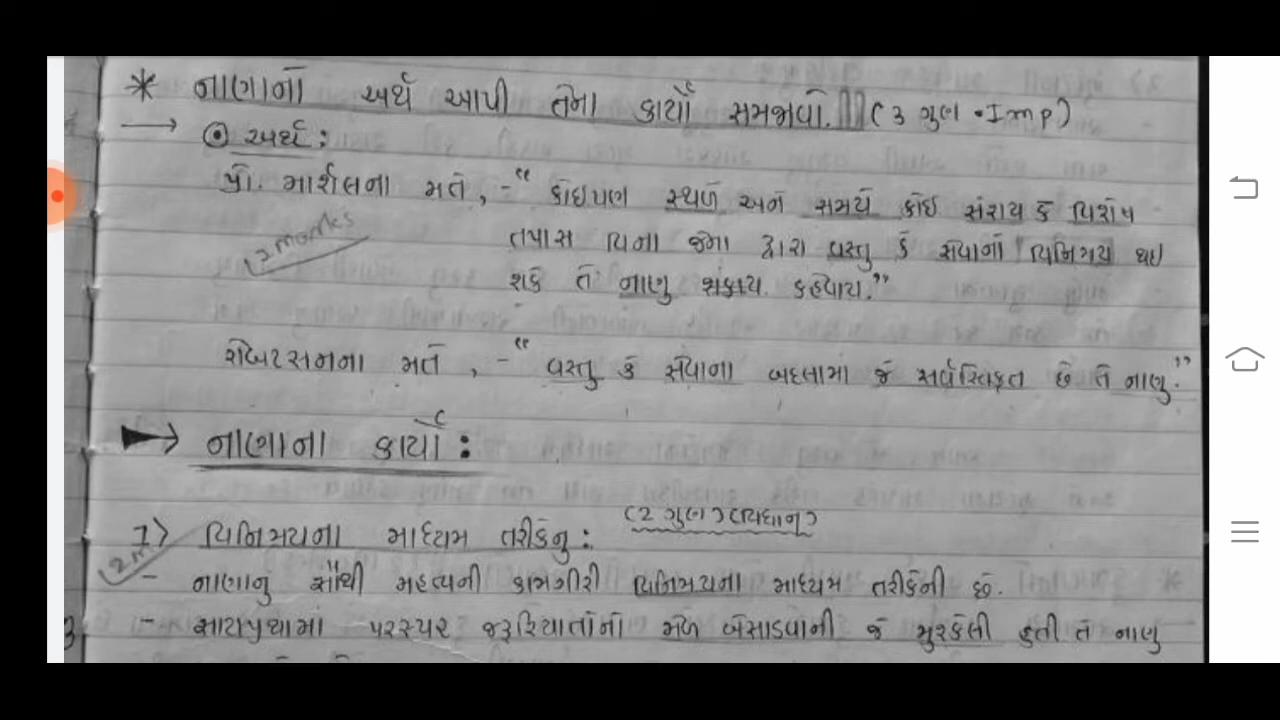 * નાણાનો અર્થ આપી તેના કાર્યો સમજાવો. (3 ગુણ • Imp)
→ ⊙ અર્થ :
પ્રો. માર્શલના મતે, - “ કોઇપણ સ્થળે અને સમયે કોઇ સંશય કે વિશેષ
(2 marks
તપાસ વિના જેના દ્વારા વસ્તુ કે સેવાનો વિનિમય થઇ
શકે તે નાણુ કહેવાય.”
રોબર્ટસનના મતે, - “ વસ્તુ કે સેવાના બદલામાં જે સર્વસ્વિકૃત છે તે નાણુ.”
→ નાણાના કાર્યો :
1) વિનિમયના માધ્યમ તરીકેનુ : (2 ગુણ) (વિધાન)
2m
- નાણાનુ સૌથી મહત્વની કામગીરી વિનિમયના માધ્યમ તરીકેની છે.
- સાટાપ્રથામાં પરસ્પર જરૂરિયાતોનો મેળ બેસાડવાની જે મુશ્કેલી હતી તે નાણુ